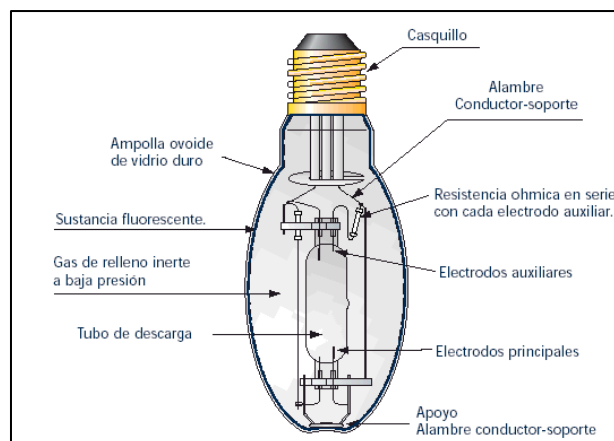 Casquillo
Alambre
Conductor-soporte
Ampolla ovoide
de vidrio duro
Resistencia ohmica en serie
con cada electrodo auxiliar.
Sustancia fluorescente.
Gas de relleno inerte
a baja presión
Electrodos auxiliares
Tubo de descarga
Electrodos principales
Apoyo
Alambre conductor-soporte